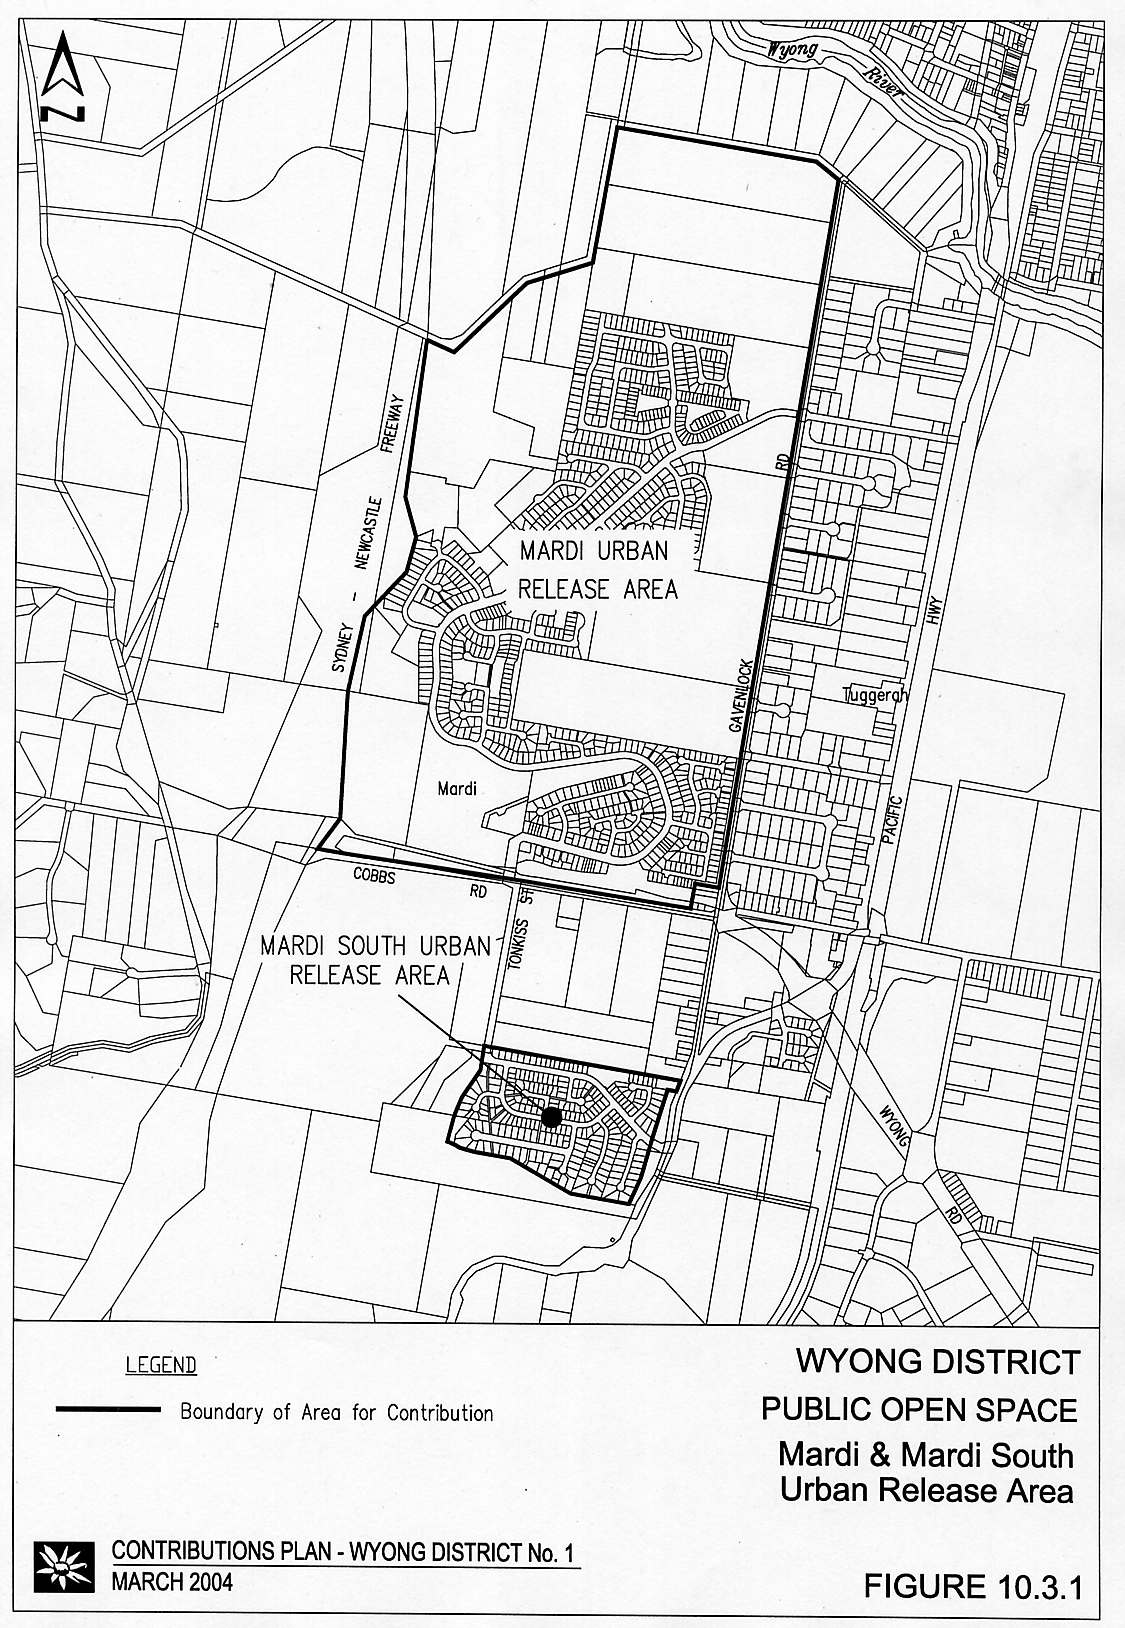 Wyong
River
N
FREEWAY
NEWCASTLE
-
SYDNEY
RD
MARDI URBAN
RELEASE AREA
HWY
GAVENLOCK
Tuggerah
Mardi
PACIFIC
COBBS
RD
ST
TONKISS
MARDI SOUTH URBAN
RELEASE AREA
WYONG
RD
LEGEND
Boundary of Area for Contribution
WYONG DISTRICT
PUBLIC OPEN SPACE
Mardi & Mardi South
Urban Release Area
CONTRIBUTIONS PLAN - WYONG DISTRICT No. 1
MARCH 2004
FIGURE 10.3.1